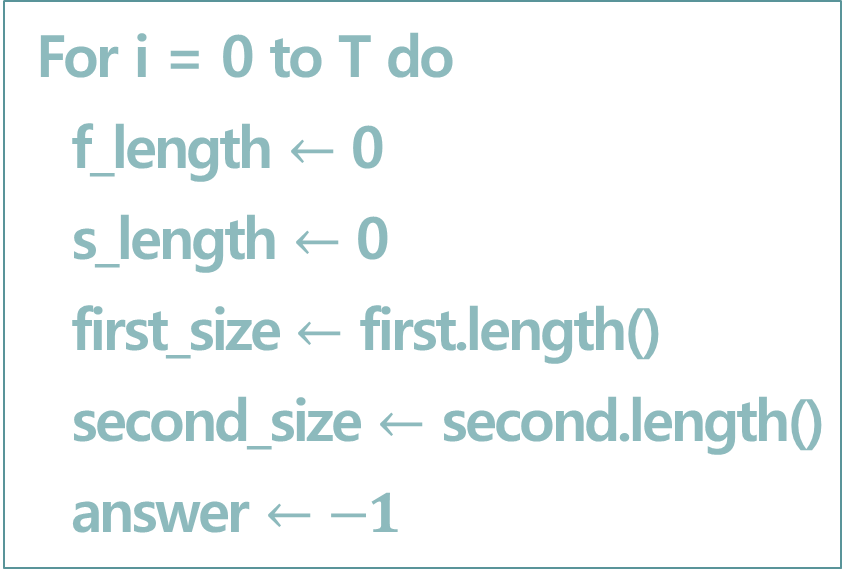 For i = 0 to T do
f_length ← 0
s_length ← 0
first_size ← first.length()
second_size ← second.length()
answer ← −1